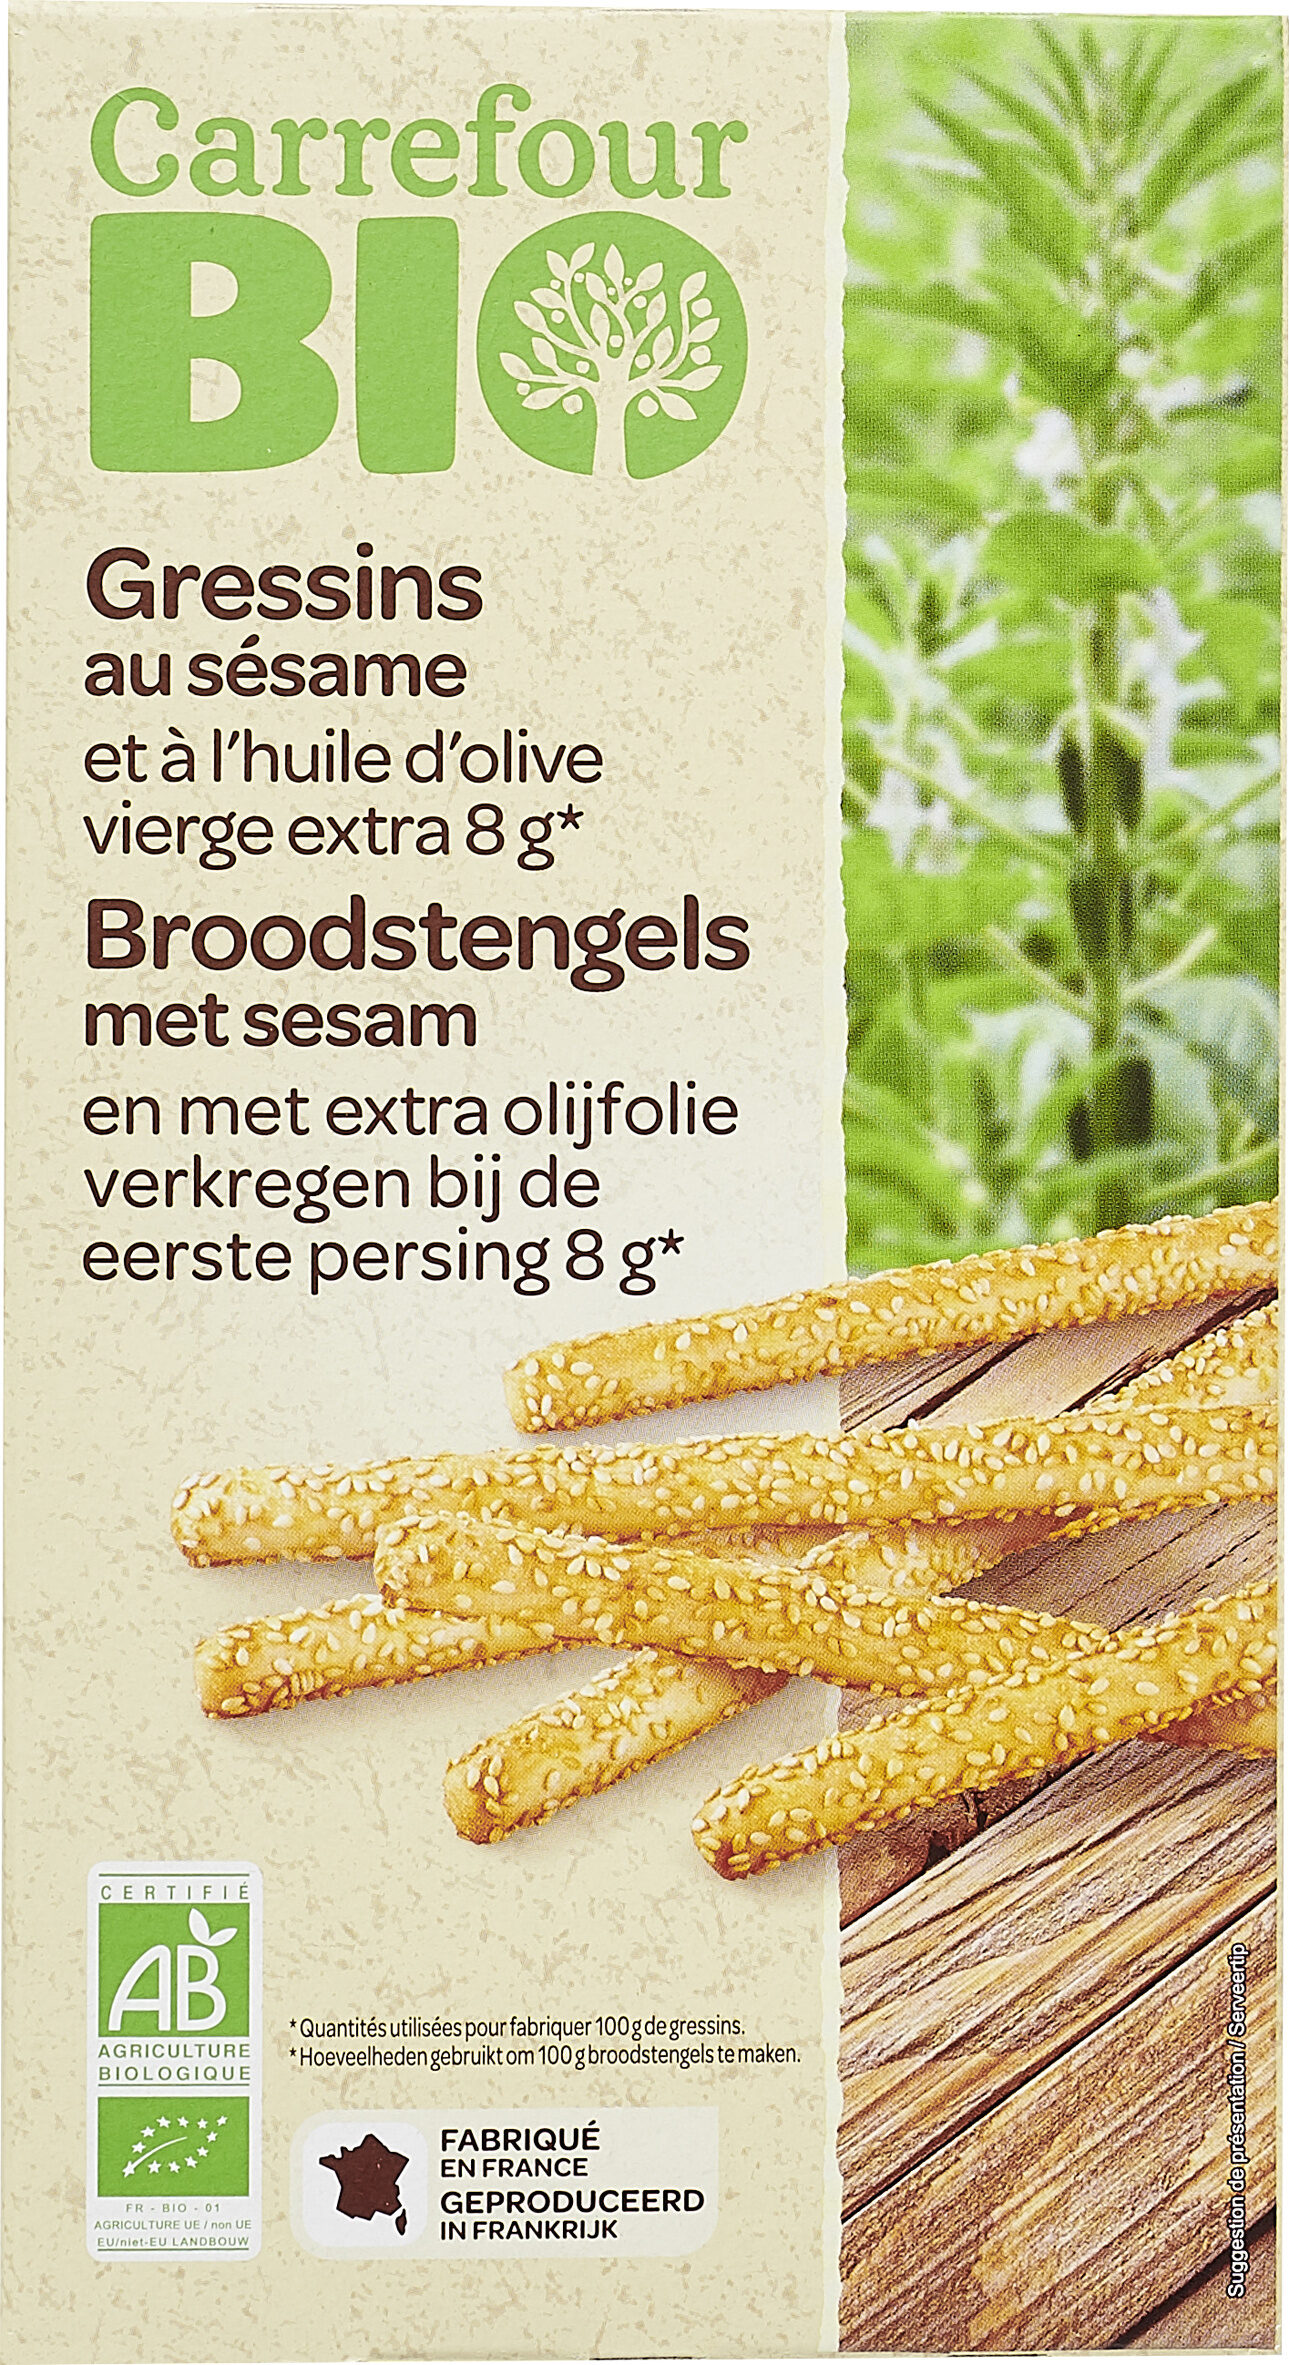 Carrefour
BIO
Gressins
au sésame
et à l'huile d'olive
vierge extra 8 g*
Broodstengels
met sesam
en met extra olijfolie
verkregen bij de
eerste persing 8 g*
CERTIFIÉ
AB
AGRICULTURE
BIOLOGIQUE
FR - BIO - 01
AGRICULTURE UE / non UE
EU/niet-EU LANDBOUW
*Quantités utilisées pour fabriquer 100 g de gressins.
*Hoeveelheden gebruikt om 100 g broodstengels te maken.
FABRIQUÉ
EN FRANCE
GEPRODUCEERD
IN FRANKRIJK
Suggestion de présentation / Serveertip